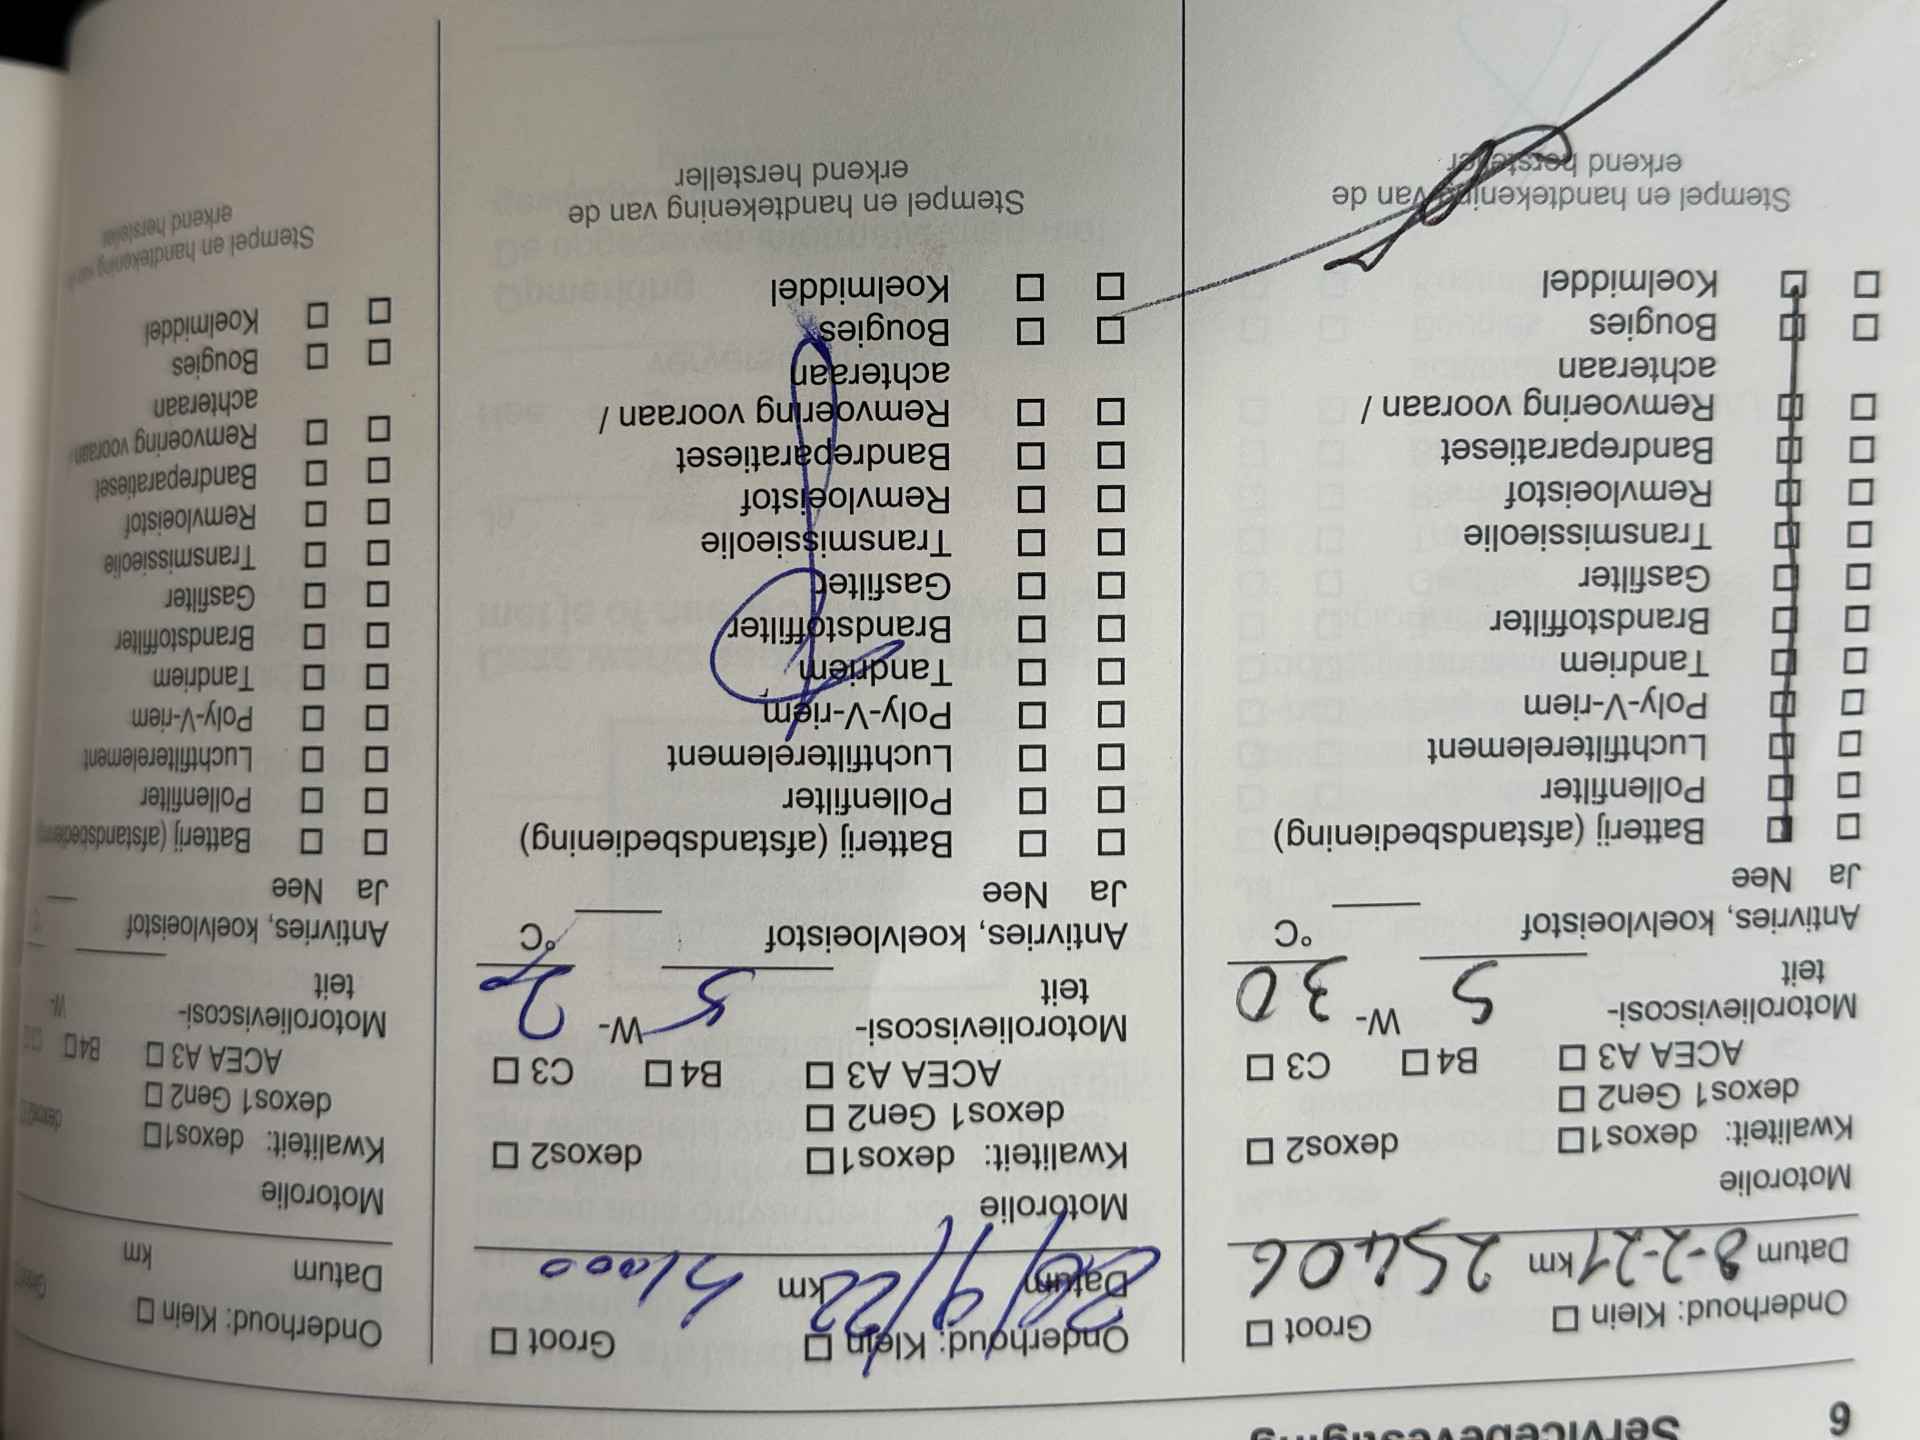 6 Servicebevestiging
Onderhoud: Klein ☐ Groot ☐
Datum 8-2-21 km 25406
Motorolie
Kwaliteit: dexos1 ☐ dexos2 ☐
dexos1 Gen2 ☐
ACEA A3 ☐ B4 ☐ C3 ☐
Motorolieviscosi-
teit 5 W- 30
Antivries, koelvloeistof °C
Ja Nee
☐ ☐ Batterij (afstandsbediening)
☐ ☐ Pollenfilter
☐ ☐ Luchtfilterelement
☐ ☐ Poly-V-riem
☐ ☐ Tandriem
☐ ☐ Brandstoffilter
☐ ☐ Gasfilter
☐ ☐ Transmissieolie
☐ ☐ Remvloeistof
☐ ☐ Bandreparatieset
☐ ☐ Remvoering vooraan /
achteraan
☐ ☐ Bougies
☐ ☐ Koelmiddel
Stempel en handtekening van de
erkend hersteller
Onderhoud: Klein ☐ Groot ☐
Datum km
Motorolie
Kwaliteit: dexos1 ☐ dexos2 ☐
dexos1 Gen2 ☐
ACEA A3 ☐ B4 ☐ C3 ☐
Motorolieviscosi-
teit 5 W-
Antivries, koelvloeistof °C
Ja Nee
☐ ☐ Batterij (afstandsbediening)
☐ ☐ Pollenfilter
☐ ☐ Luchtfilterelement
☐ ☐ Poly-V-riem
☐ ☐ Tandriem
☐ ☐ Brandstoffilter
☐ ☐ Gasfilter
☐ ☐ Transmissieolie
☐ ☐ Remvloeistof
☐ ☐ Bandreparatieset
☐ ☐ Remvoering vooraan /
achteraan
☐ ☐ Bougies
☐ ☐ Koelmiddel
Stempel en handtekening van de
erkend hersteller
Onderhoud: Klein ☐ Groot
Datum km
Motorolie
Kwaliteit: dexos1 ☐ dexos2
dexos1 Gen2 ☐
ACEA A3 ☐ B4 ☐
Motorolieviscosi-
teit W-
Antivries, koelvloeistof
Ja Nee
☐ ☐ Batterij (afstandsbediening
☐ ☐ Pollenfilter
☐ ☐ Luchtfilterelement
☐ ☐ Poly-V-riem
☐ ☐ Tandriem
☐ ☐ Brandstoffilter
☐ ☐ Gasfilter
☐ ☐ Transmissieolie
☐ ☐ Remvloeistof
☐ ☐ Bandreparatieset
☐ ☐ Remvoering vooraan
achteraan
☐ ☐ Bougies
☐ ☐ Koelmiddel
Stempel en handtekening
erkend hersteller